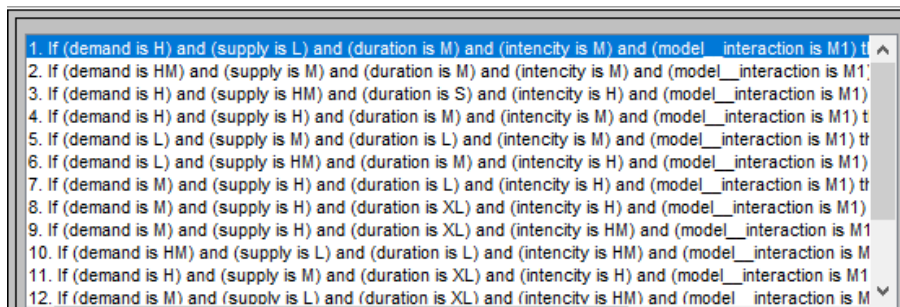 1. If (demand is H) and (supply is L) and (duration is M) and (intencity is M) and (model__interaction is M1) th
2. If (demand is HM) and (supply is M) and (duration is M) and (intencity is M) and (model__interaction is M1)
3. If (demand is H) and (supply is HM) and (duration is S) and (intencity is H) and (model__interaction is M1)
4. If (demand is H) and (supply is H) and (duration is M) and (intencity is M) and (model__interaction is M1) t
5. If (demand is L) and (supply is M) and (duration is L) and (intencity is M) and (model__interaction is M1) th
6. If (demand is L) and (supply is HM) and (duration is M) and (intencity is H) and (model__interaction is M1)
7. If (demand is M) and (supply is H) and (duration is L) and (intencity is H) and (model__interaction is M1) th
8. If (demand is M) and (supply is H) and (duration is XL) and (intencity is H) and (model__interaction is M1)
9. If (demand is M) and (supply is H) and (duration is XL) and (intencity is HM) and (model__interaction is M1
10. If (demand is HM) and (supply is L) and (duration is L) and (intencity is HM) and (model__interaction is M
11. If (demand is H) and (supply is M) and (duration is XL) and (intencity is H) and (model__interaction is M1
12. If (demand is M) and (supply is L) and (duration is XL) and (intencity is HM) and (model__interaction is M